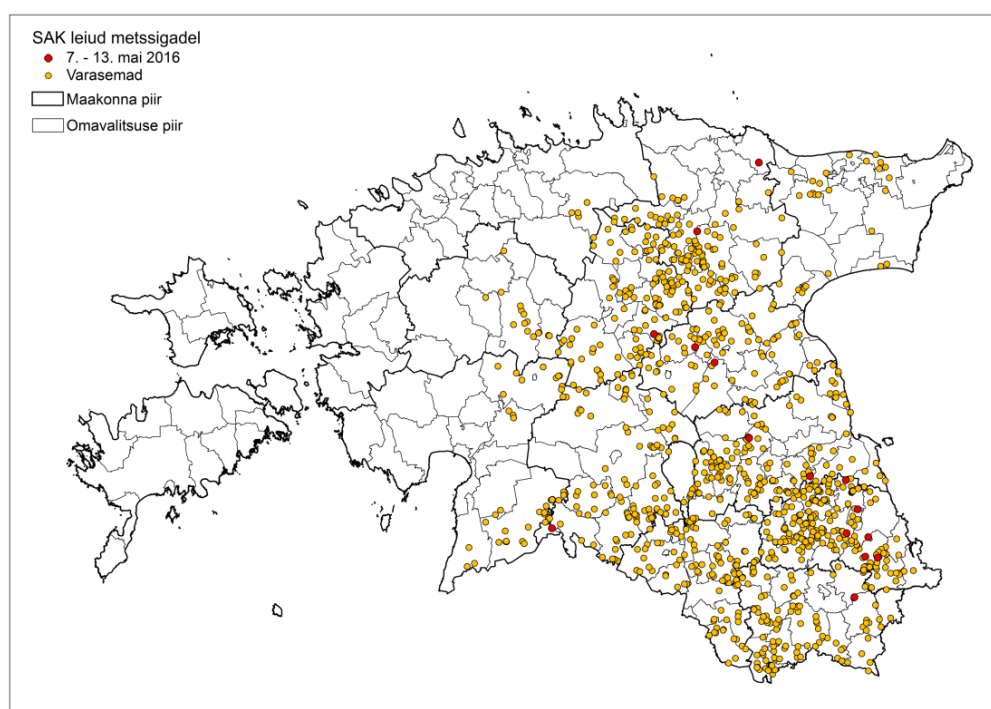 SAK leiud metssigadel
7. - 13. mai 2016
Varasemad
Maakonna piir
Omavalitsuse piir